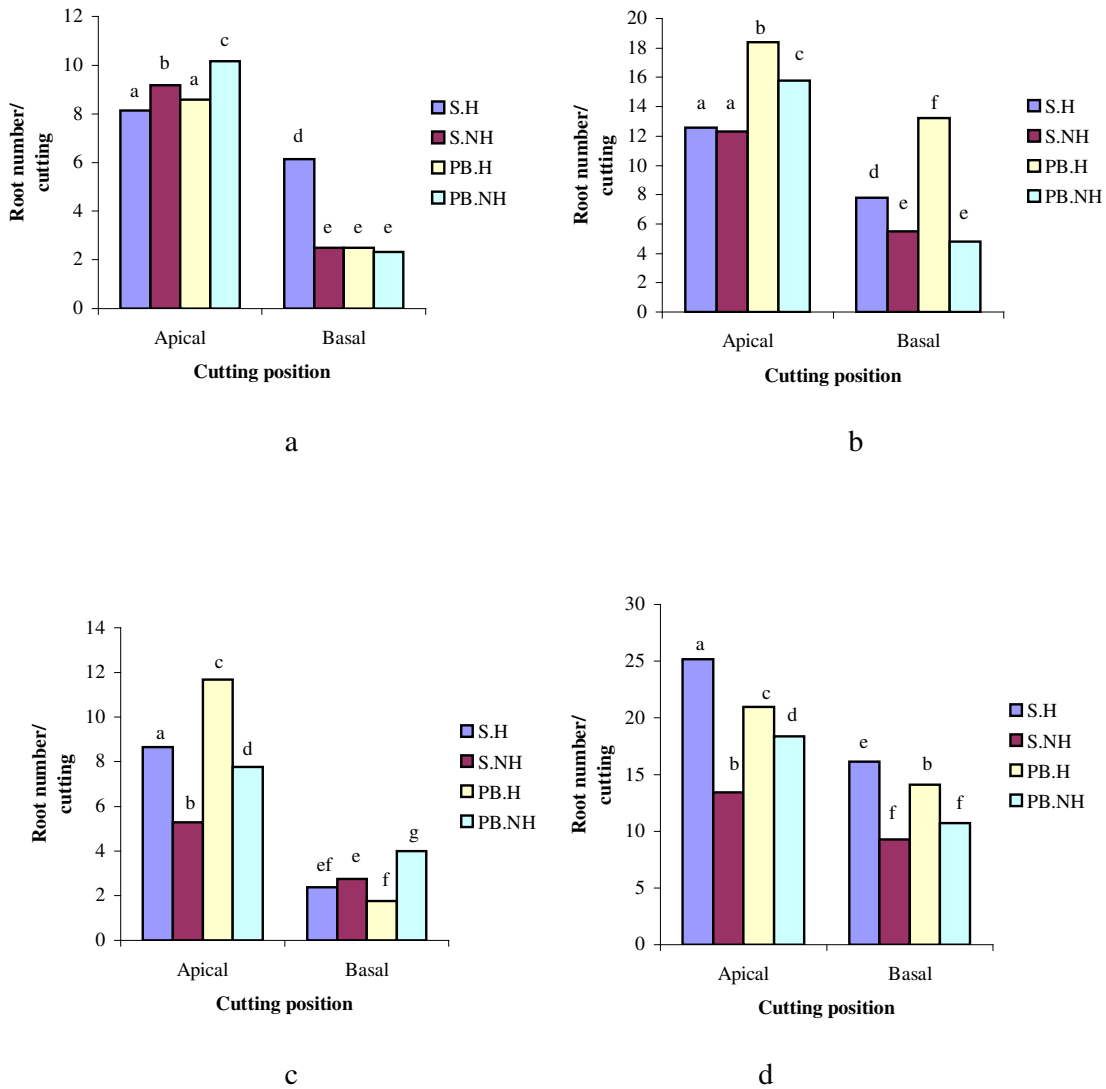 12
10
8
6
4
2
0
Root number/
cutting
a
b
a
c
d
e
e
e
Apical
Basal
Cutting position
S.H
S.NH
PB.H
PB.NH
a
20
18
16
14
12
10
8
6
4
2
0
Root number/
cutting
a
a
b
c
d
e
f
e
Apical
Basal
Cutting position
S.H
S.NH
PB.H
PB.NH
b
14
12
10
8
6
4
2
0
Root number/
cutting
a
b
c
d
ef
e
f
g
Apical
Basal
Cutting position
S.H
S.NH
PB.H
PB.NH
c
30
25
20
15
10
5
0
Root number/
cutting
a
b
c
d
e
f
b
f
Apical
Basal
Cutting position
S.H
S.NH
PB.H
PB.NH
d